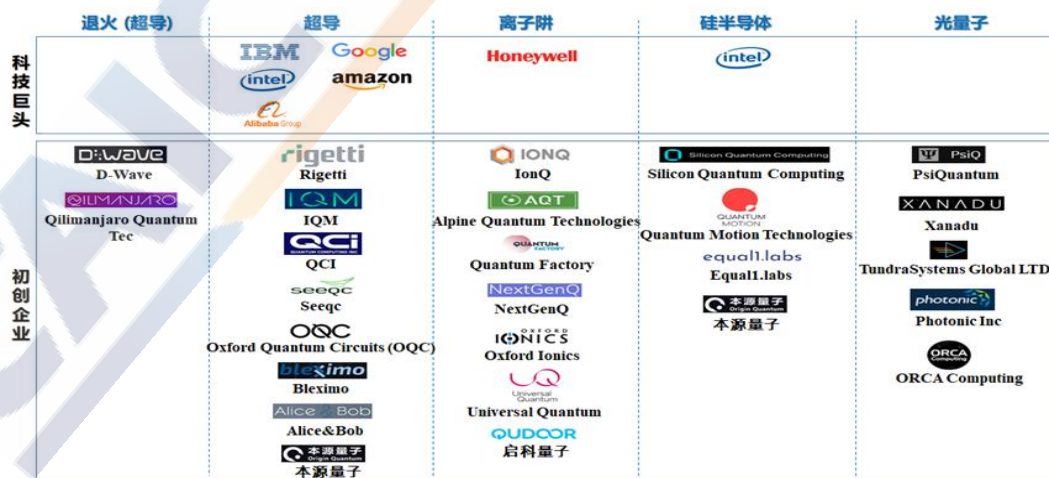 退火 (超导)
超导
离子阱
硅半导体
光量子
科技巨头
IBM
Google
intel
amazon
Alibaba Group
Honeywell
intel
初创企业
D:wave
D-Wave
QILIMANJARO
Qilimanjaro Quantum
Tec
rigetti
Rigetti
IQM
IQM
QCi
QUANTUM COMPUTING INC
QCI
seeqc
Seeqc
OQC
Oxford Quantum Circuits (OQC)
bleximo
Bleximo
Alice & Bob
Alice&Bob
本源量子
Origin Quantum
本源量子
IONQ
IonQ
AQT
Alpine Quantum Technologies
QUANTUM
FACTORY
Quantum Factory
NextGenQ
NextGenQ
OXFORD
IONICS
Oxford Ionics
Universal
Quantum
Universal Quantum
QUDOOR
启科量子
Silicon Quantum Computing
Silicon Quantum Computing
QUANTUM
MOTION
Quantum Motion Technologies
equal1.labs
Equal1.labs
本源量子
Origin Quantum
本源量子
PsiQ
PsiQuantum
XANADU
Xanadu
TundraSystems Global LTD
photonic
Photonic Inc
ORCA
Computing
ORCA Computing